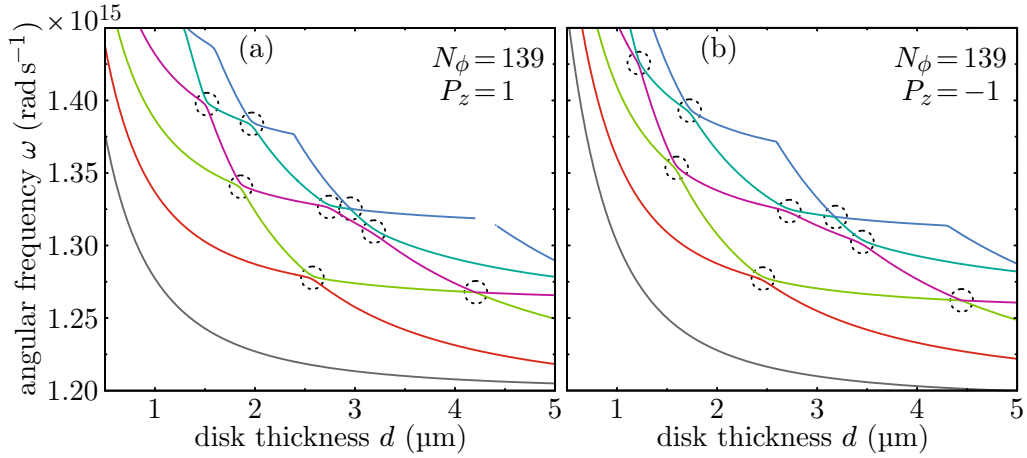 ×10¹⁵
(a)
N_ϕ = 139
P_z = 1
(b)
N_ϕ = 139
P_z = −1
angular frequency ω (rad s⁻¹)
1.40
1.35
1.30
1.25
1.20
1 2 3 4 5
1 2 3 4 5
disk thickness d (µm)
disk thickness d (µm)